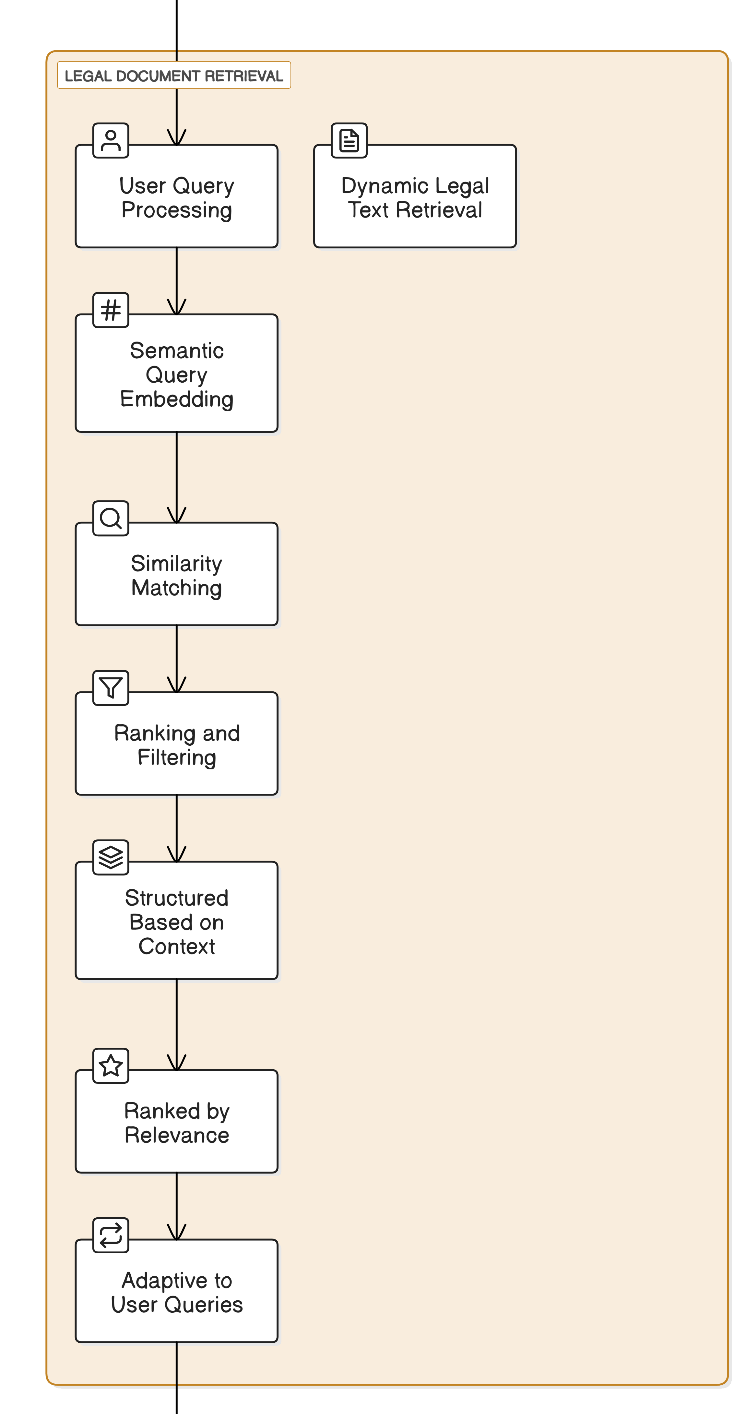 LEGAL DOCUMENT RETRIEVAL
User Query
Processing
Dynamic Legal
Text Retrieval
Semantic
Query
Embedding
Similarity
Matching
Ranking and
Filtering
Structured
Based on
Context
Ranked by
Relevance
Adaptive to
User Queries